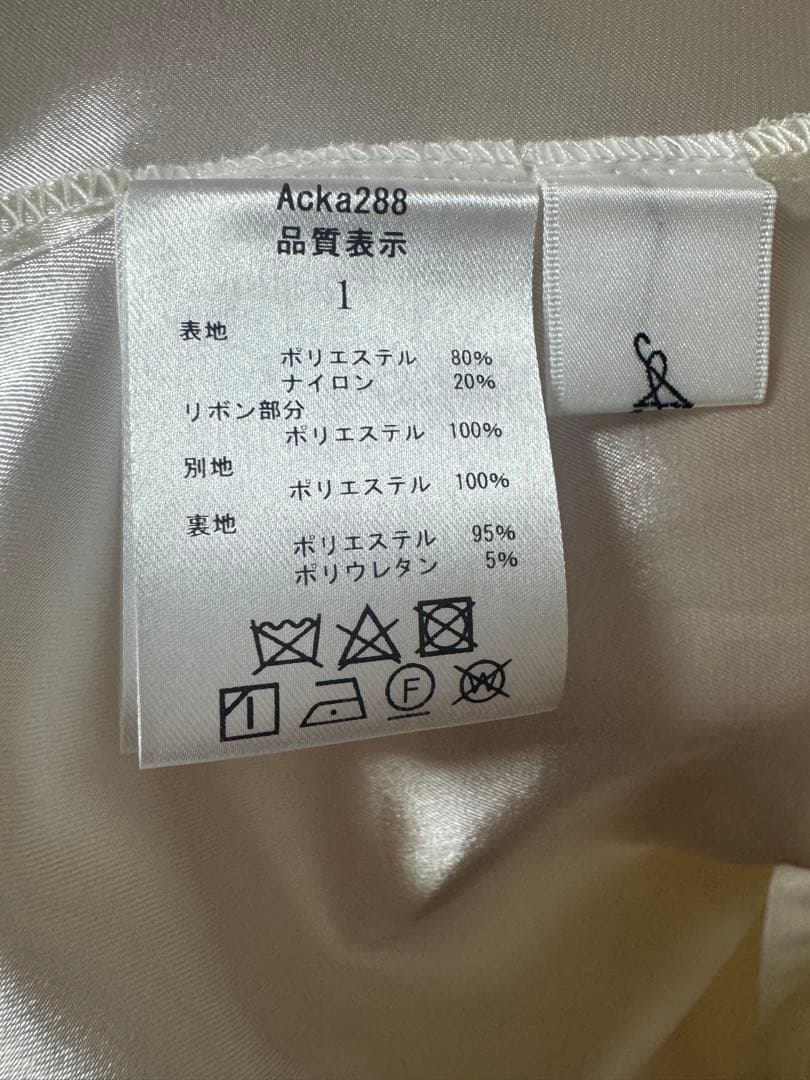 Acka288
品質表示
1
表地
ポリエステル 80%
ナイロン 20%
リボン部分
ポリエステル 100%
別地
ポリエステル 100%
裏地
ポリエステル 95%
ポリウレタン 5%
F
W